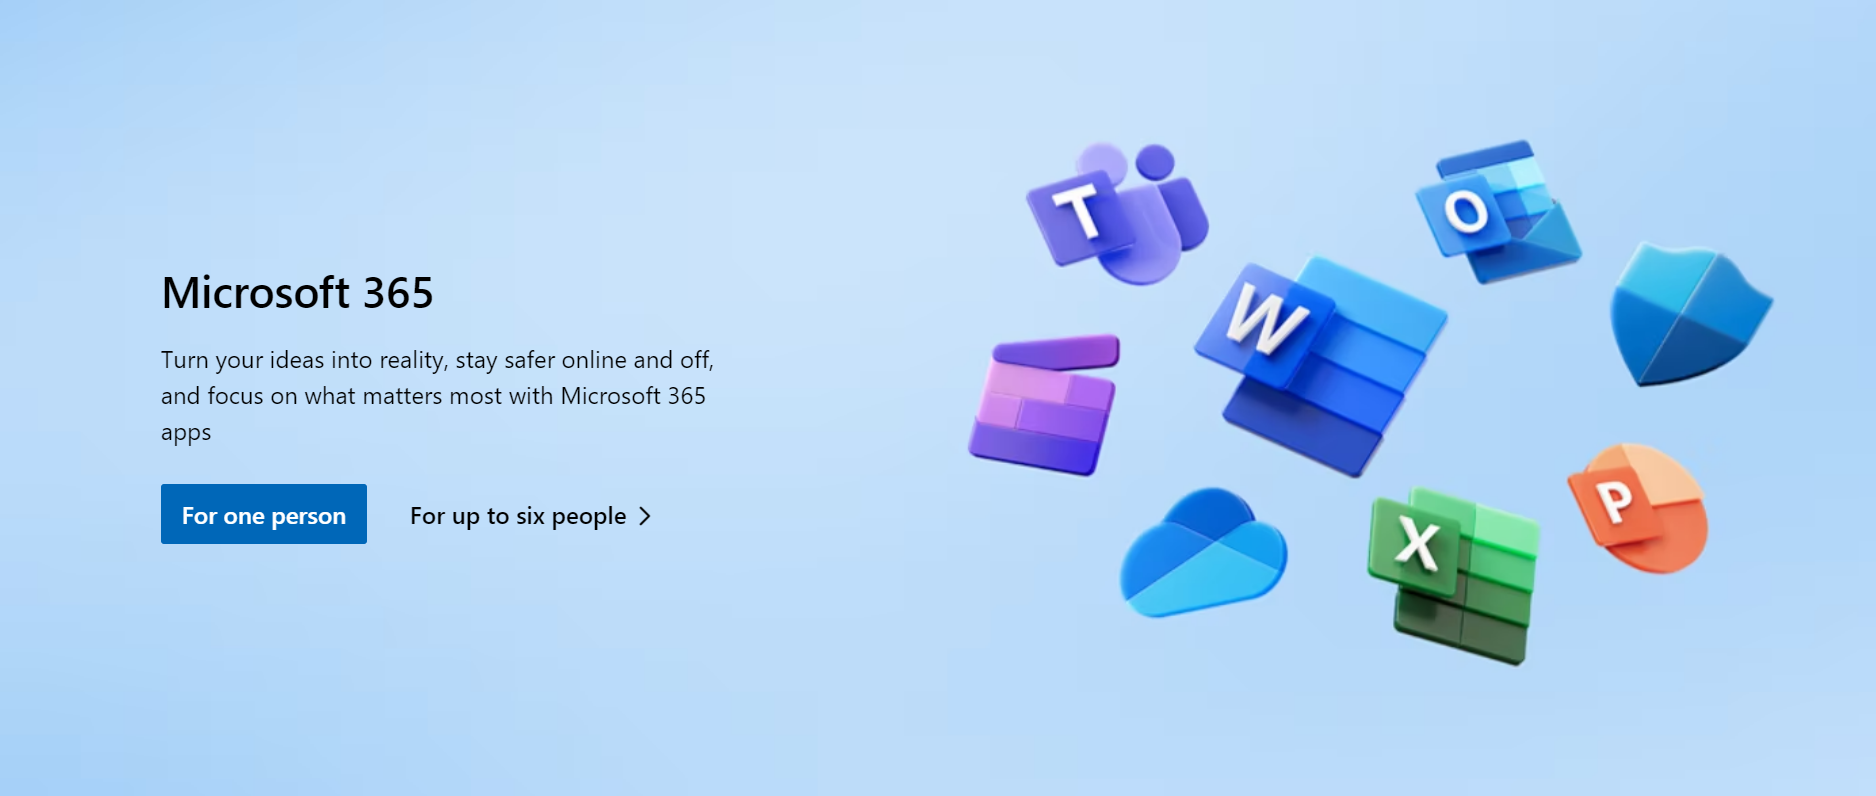 Microsoft 365
Turn your ideas into reality, stay safer online and off,
and focus on what matters most with Microsoft 365
apps
For one person
For up to six people
T
O
W
X
P